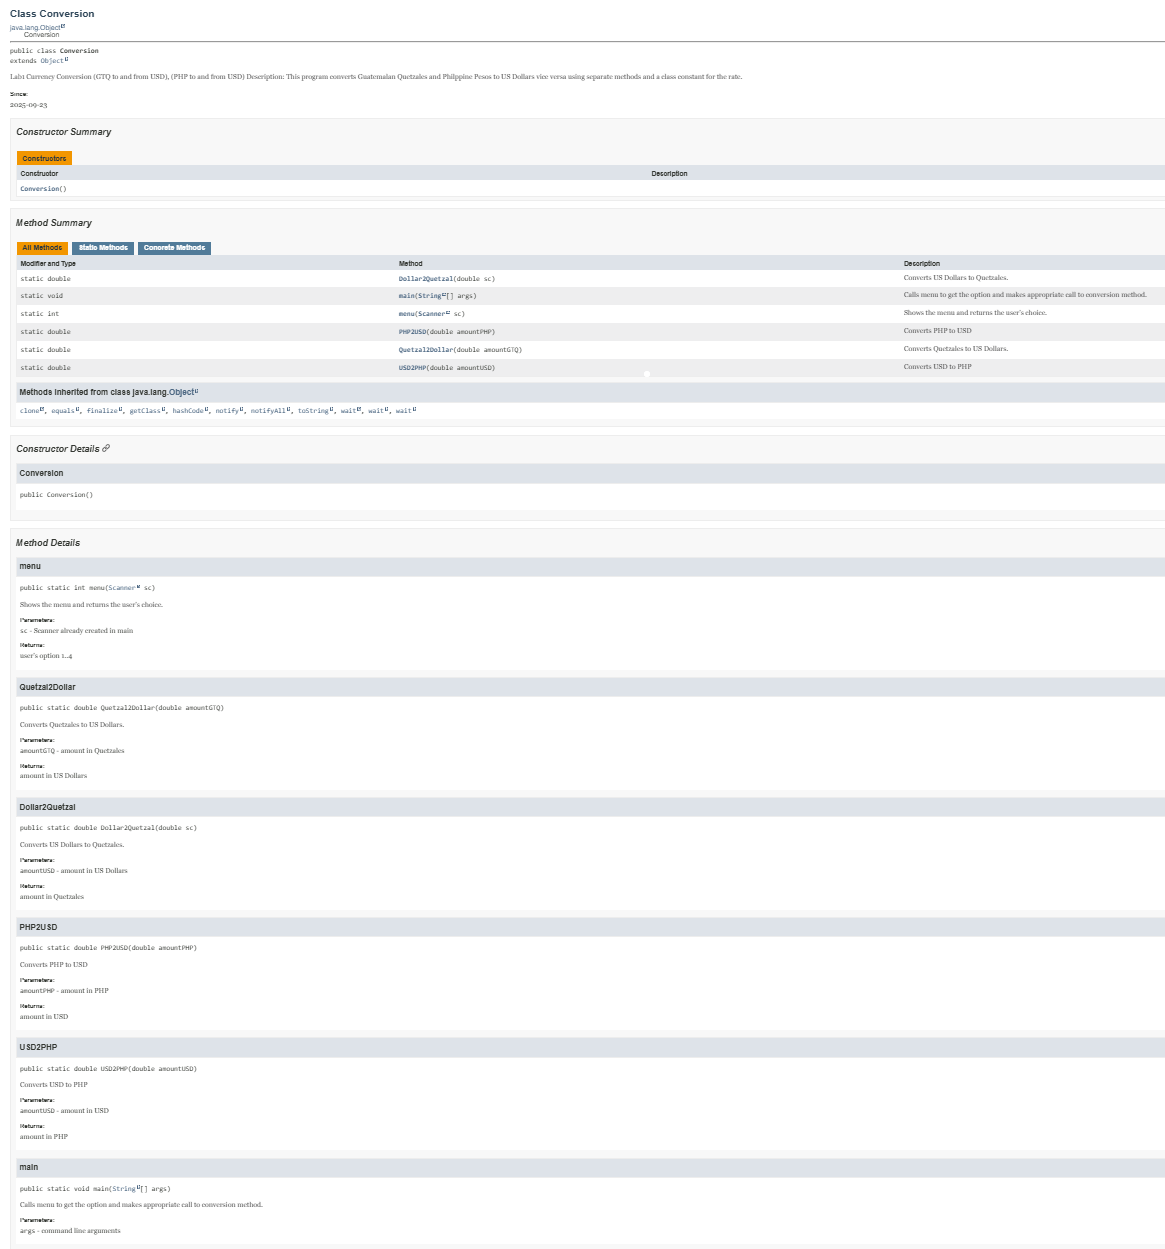 Class Conversion
java.lang.Object
Conversion
public class Conversion
extends Object
Lab1 Currency Conversion (GTQ to and from USD), (PHP to and from USD) Description: This program converts Guatemalan Quetzales and Philppine Pesos to US Dollars vice versa using separate methods and a class constant for the rate.
Since:
2025-09-23
Constructor Summary
Constructors
Constructor Description
Conversion()
Method Summary
All Methods Static Methods Concrete Methods
Modifier and Type Method Description
static double Dollar2Quetzal(double sc) Converts US Dollars to Quetzales.
static void main(String[] args) Calls menu to get the option and makes appropriate call to conversion method.
static int menu(Scanner sc) Shows the menu and returns the user's choice.
static double PHP2USD(double amountPHP) Converts PHP to USD
static double Quetzal2Dollar(double amountGTQ) Converts Quetzales to US Dollars.
static double USD2PHP(double amountUSD) Converts USD to PHP
Methods inherited from class java.lang.Object
clone, equals, finalize, getClass, hashCode, notify, notifyAll, toString, wait, wait, wait
Constructor Details
Conversion
public Conversion()
Method Details
menu
public static int menu(Scanner sc)
Shows the menu and returns the user's choice.
Parameters:
sc - Scanner already created in main
Returns:
user's option 1..4
Quetzal2Dollar
public static double Quetzal2Dollar(double amountGTQ)
Converts Quetzales to US Dollars.
Parameters:
amountGTQ - amount in Quetzales
Returns:
amount in US Dollars
Dollar2Quetzal
public static double Dollar2Quetzal(double sc)
Converts US Dollars to Quetzales.
Parameters:
amountUSD - amount in US Dollars
Returns:
amount in Quetzales
PHP2USD
public static double PHP2USD(double amountPHP)
Converts PHP to USD
Parameters:
amountPHP - amount in PHP
Returns:
amount in USD
USD2PHP
public static double USD2PHP(double amountUSD)
Converts USD to PHP
Parameters:
amountUSD - amount in USD
Returns:
amount in PHP
main
public static void main(String[] args)
Calls menu to get the option and makes appropriate call to conversion method.
Parameters:
args - command line arguments